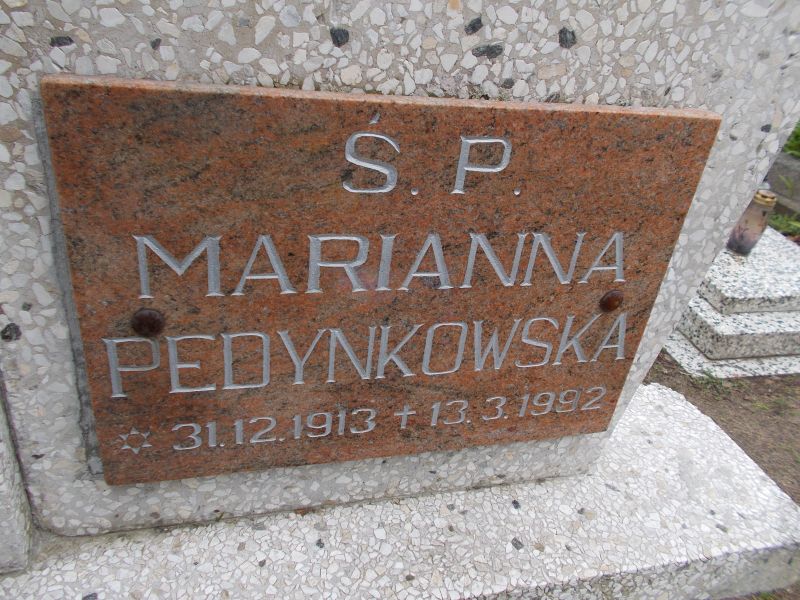 Ś. P.
MARIANNA
PEDYNKOWSKA
✡ 31.12.1913 ✝ 13.3.1992